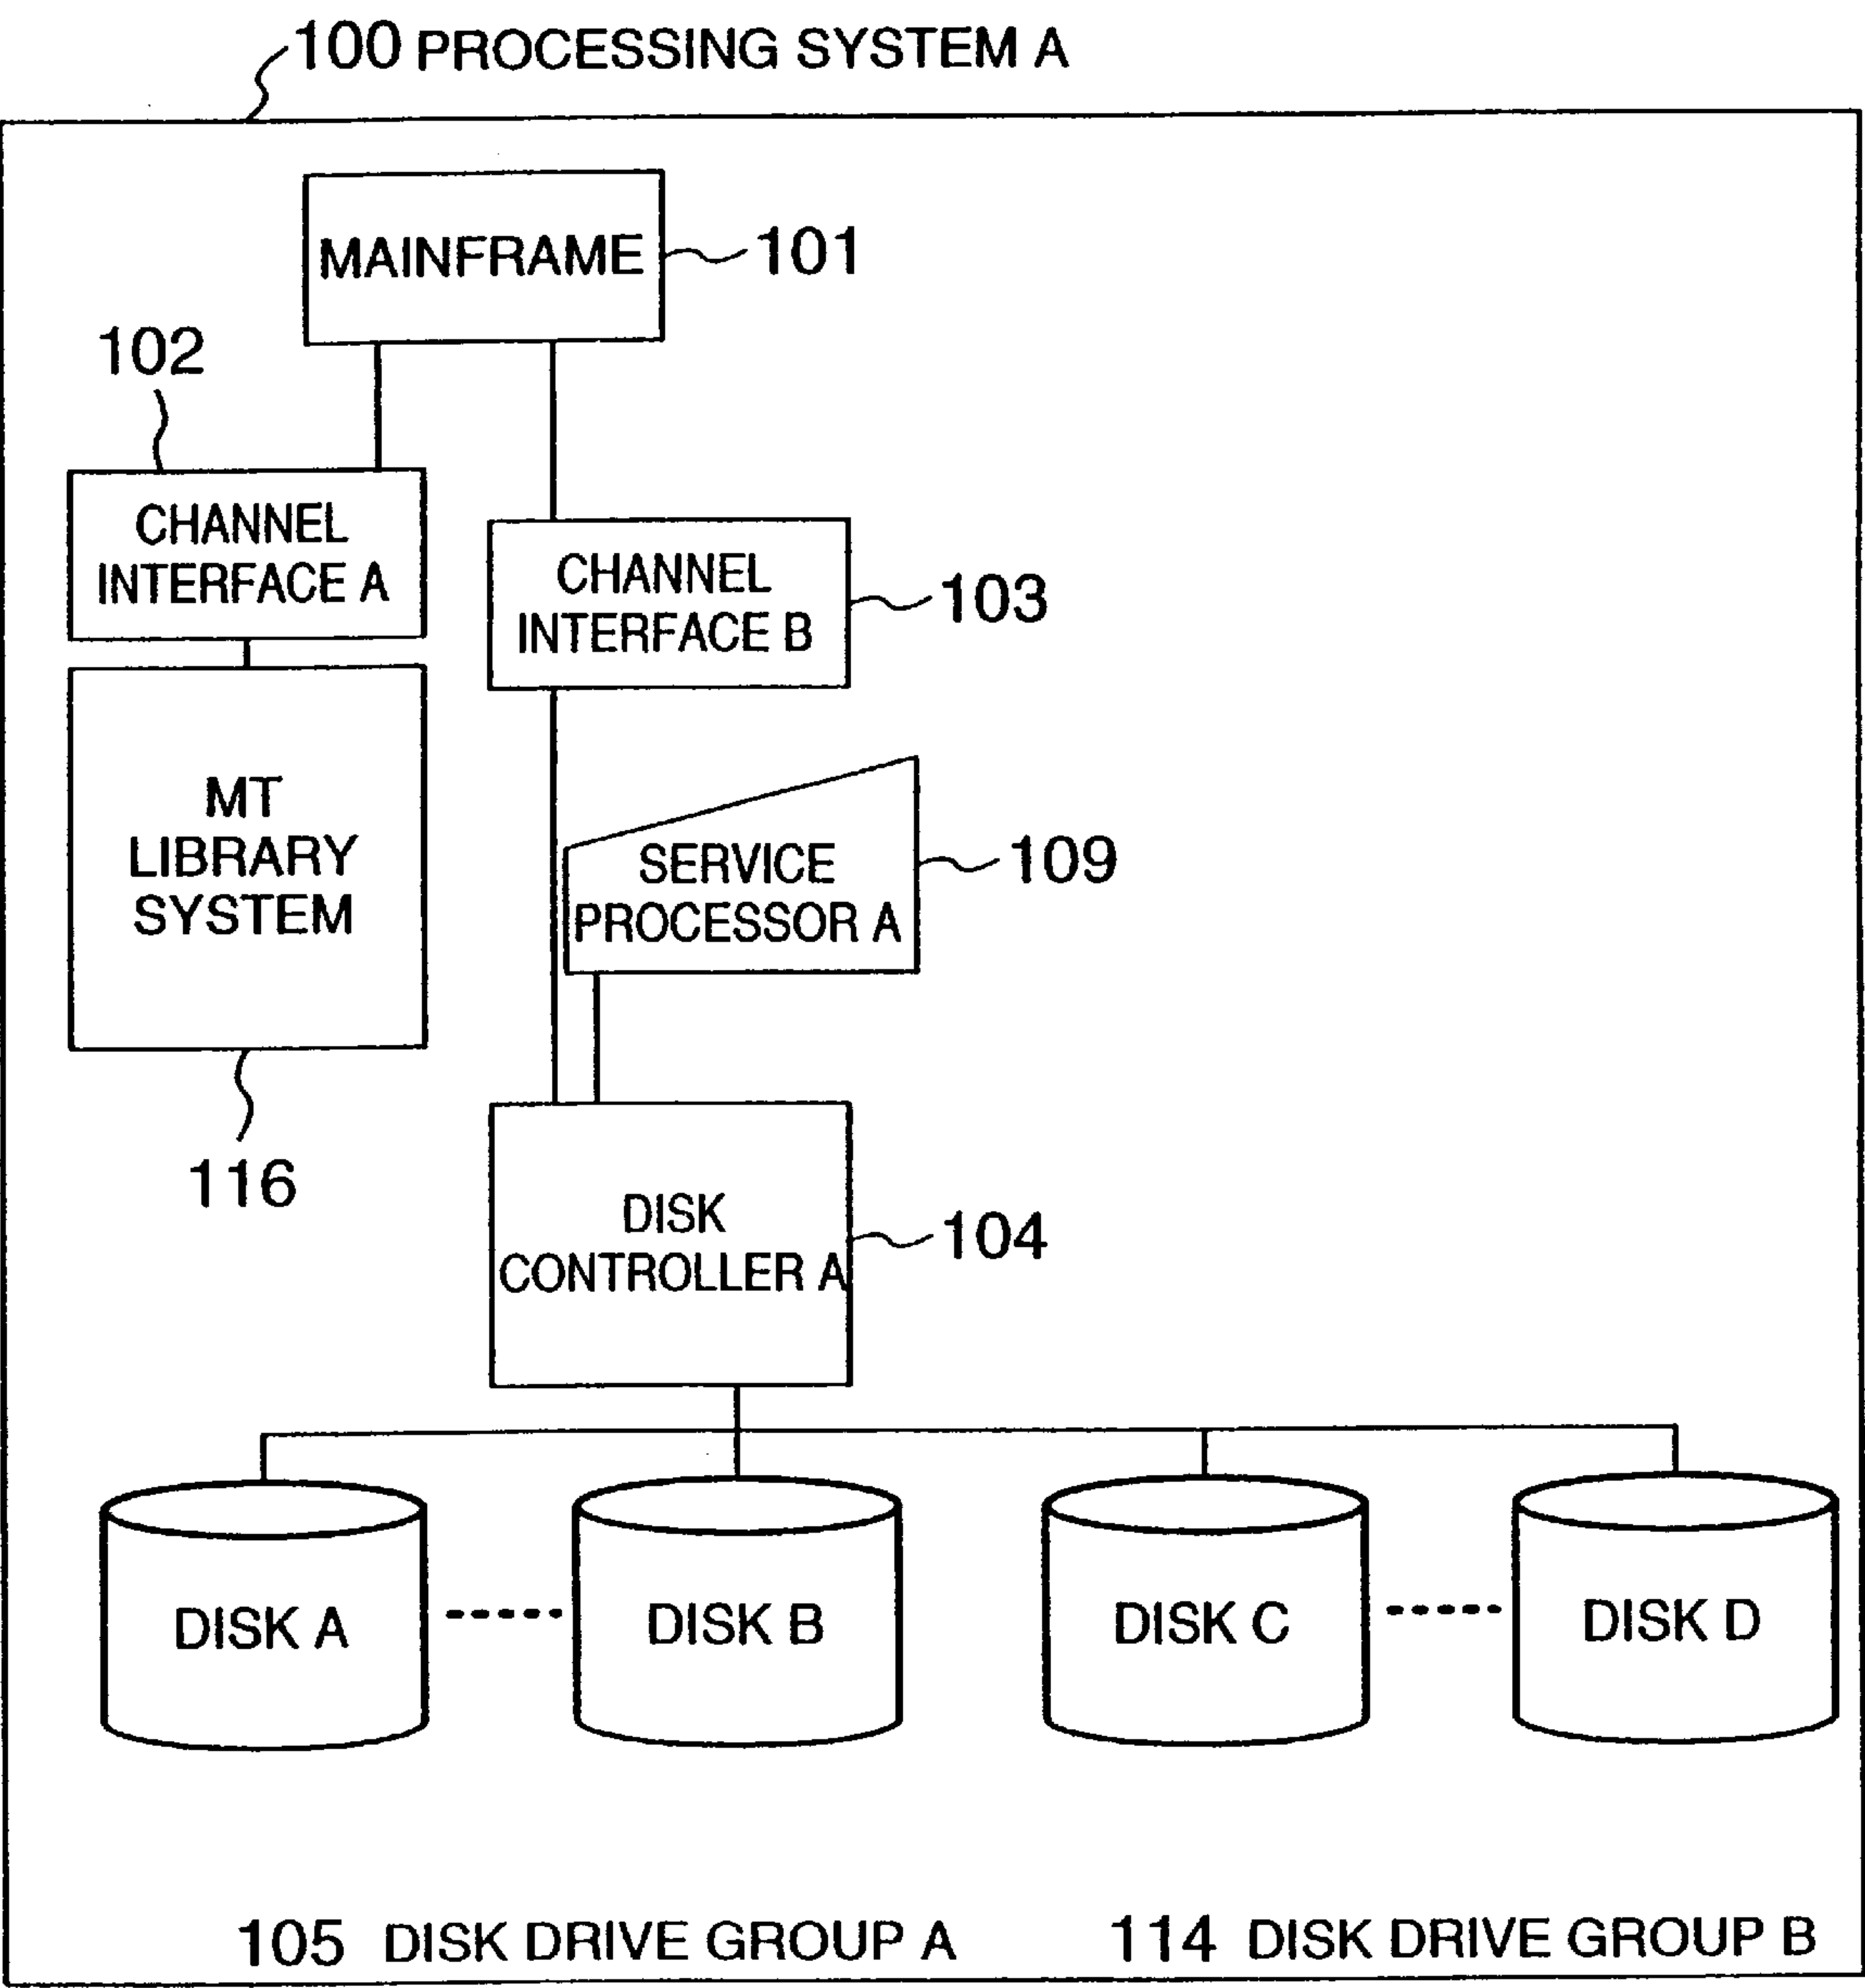 100 PROCESSING SYSTEM A
MAINFRAME
101
102
CHANNEL
INTERFACE A
CHANNEL
INTERFACE B
103
MT
LIBRARY
SYSTEM
SERVICE
PROCESSOR A
109
116
DISK
CONTROLLER A
104
DISK A
DISK B
DISK C
DISK D
105 DISK DRIVE GROUP A
114 DISK DRIVE GROUP B